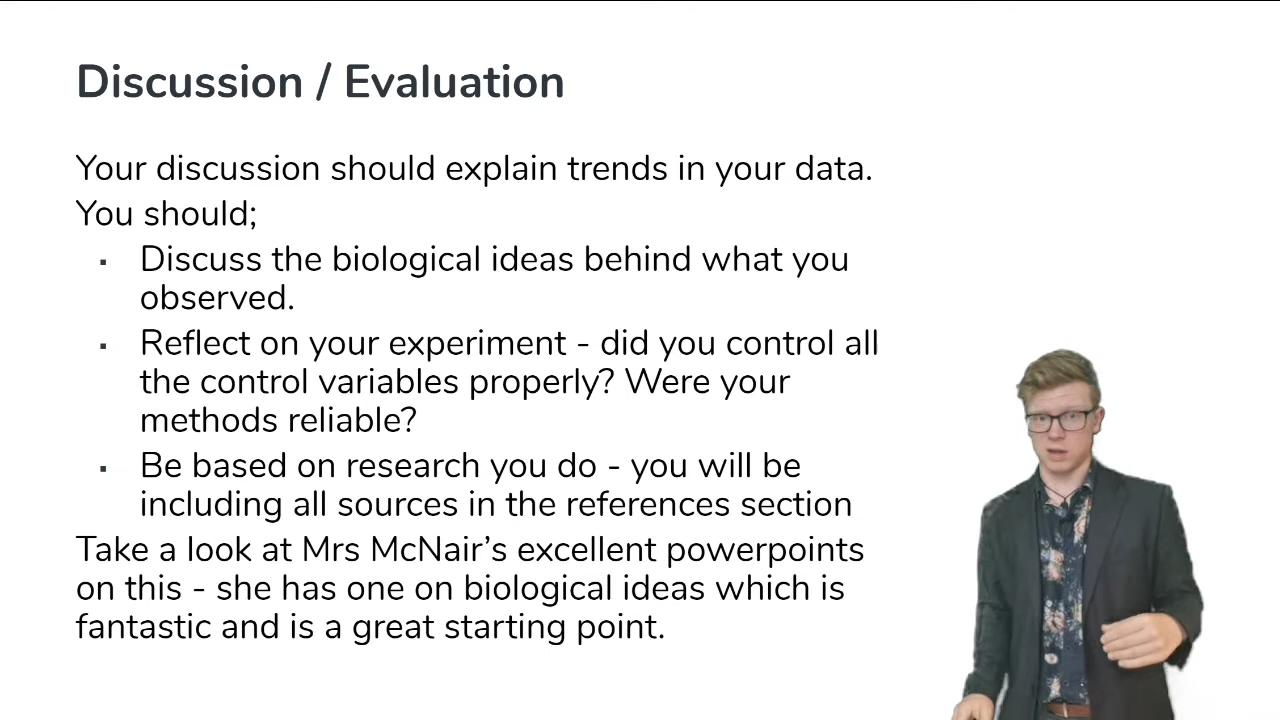 Discussion / Evaluation
Your discussion should explain trends in your data.
You should;
▪ Discuss the biological ideas behind what you
observed.
▪ Reflect on your experiment - did you control all
the control variables properly? Were your
methods reliable?
▪ Be based on research you do - you will be
including all sources in the references section
Take a look at Mrs McNair’s excellent powerpoints
on this - she has one on biological ideas which is
fantastic and is a great starting point.